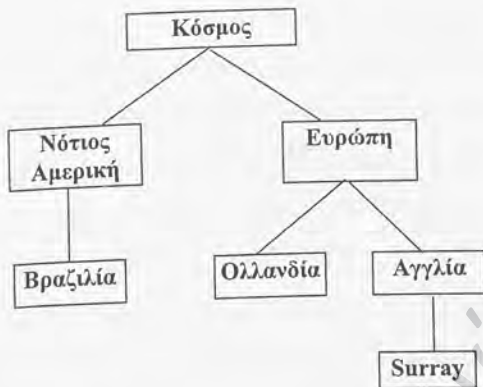 Κόσμος
Νότιος
Αμερική
Ευρώπη
Βραζιλία
Ολλανδία
Αγγλία
Surray